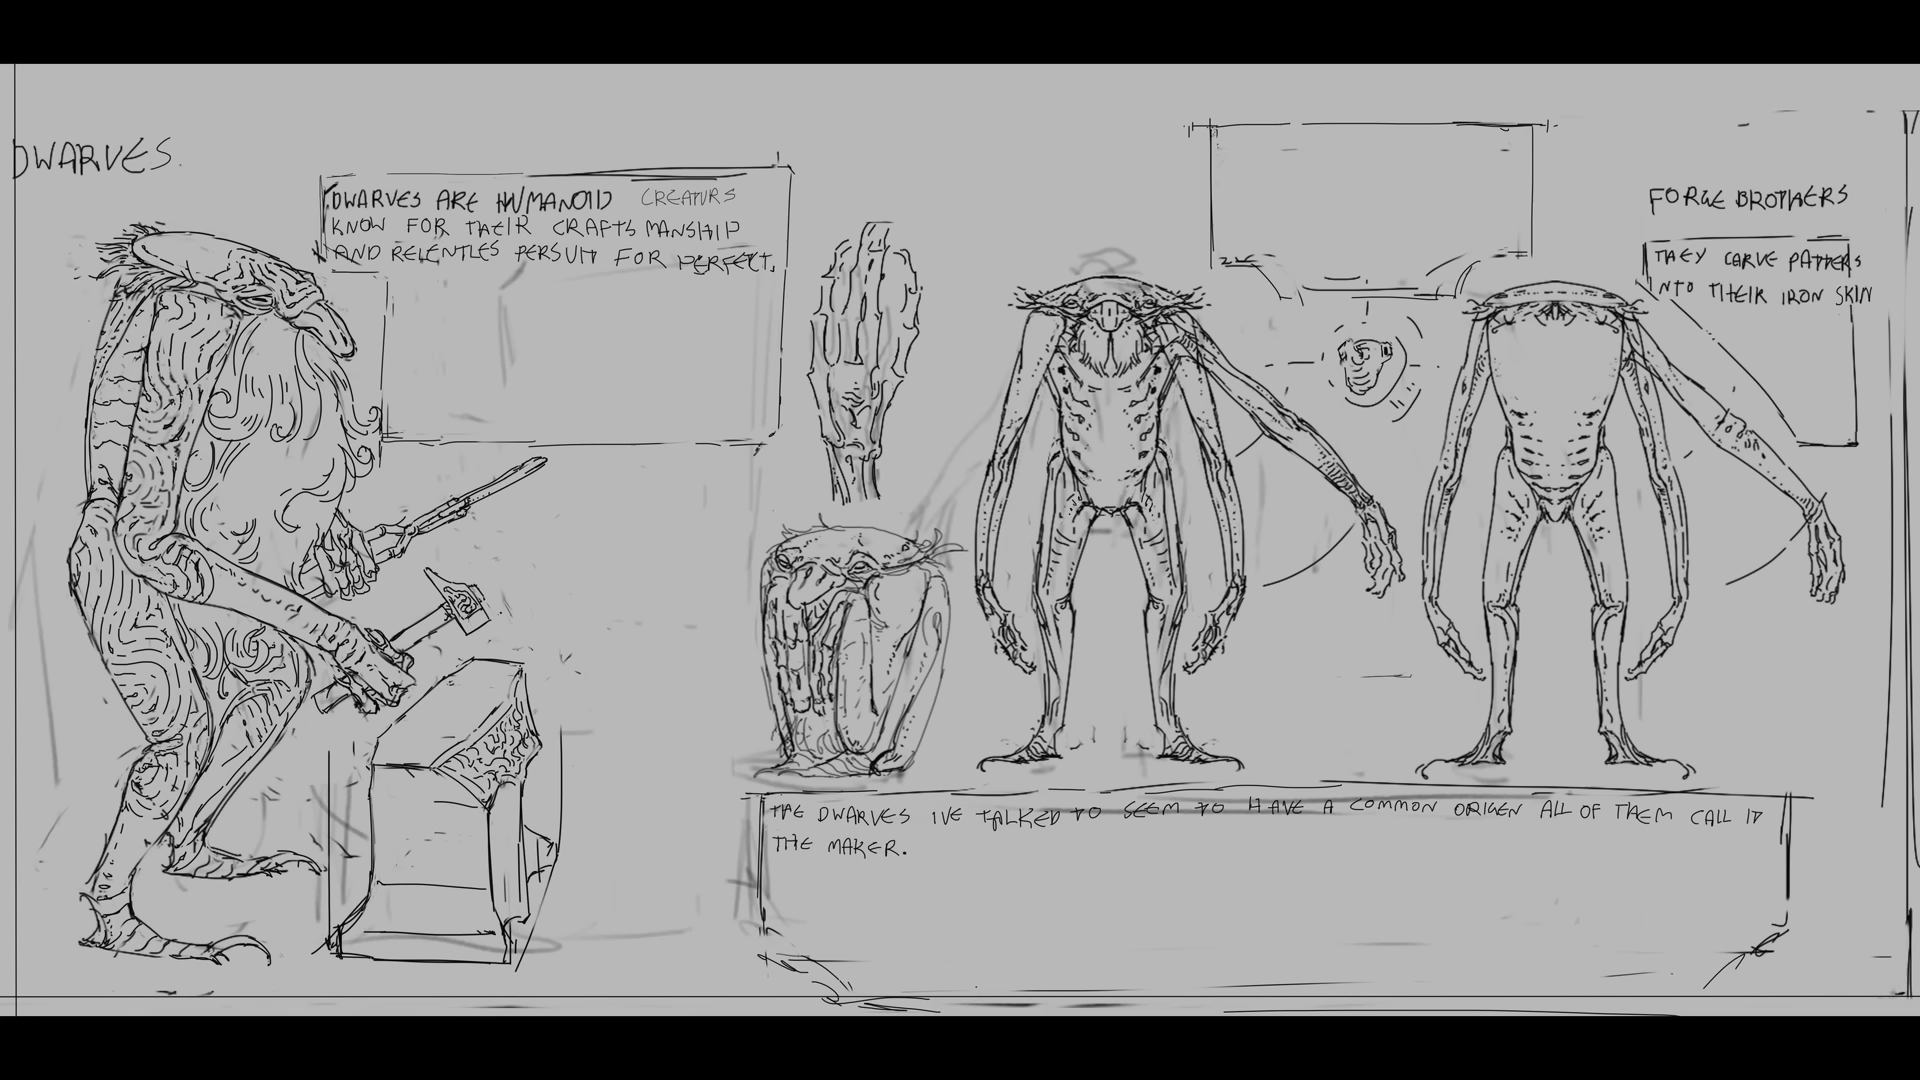 DWARVES.
DWARVES ARE HUMANOID CREATURS
KNOW FOR THEIR CRAFTSMANSHIP
AND RELENTLES PERSUIT FOR PERFECT.
FORGE BROTHERS
THEY CARVE PATTERS
INTO THEIR IRON SKIN
THE DWARVES IVE TALKED TO SEEM TO HAVE A COMMON ORIGEN ALL OF THEM CALL IT
THE MAKER.